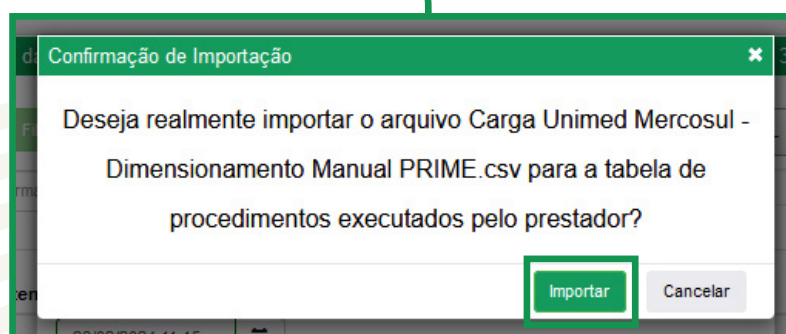 Confirmação de Importação
Deseja realmente importar o arquivo Carga Unimed Mercosul -
Dimensionamento Manual PRIME.csv para a tabela de
procedimentos executados pelo prestador?
Importar Cancelar